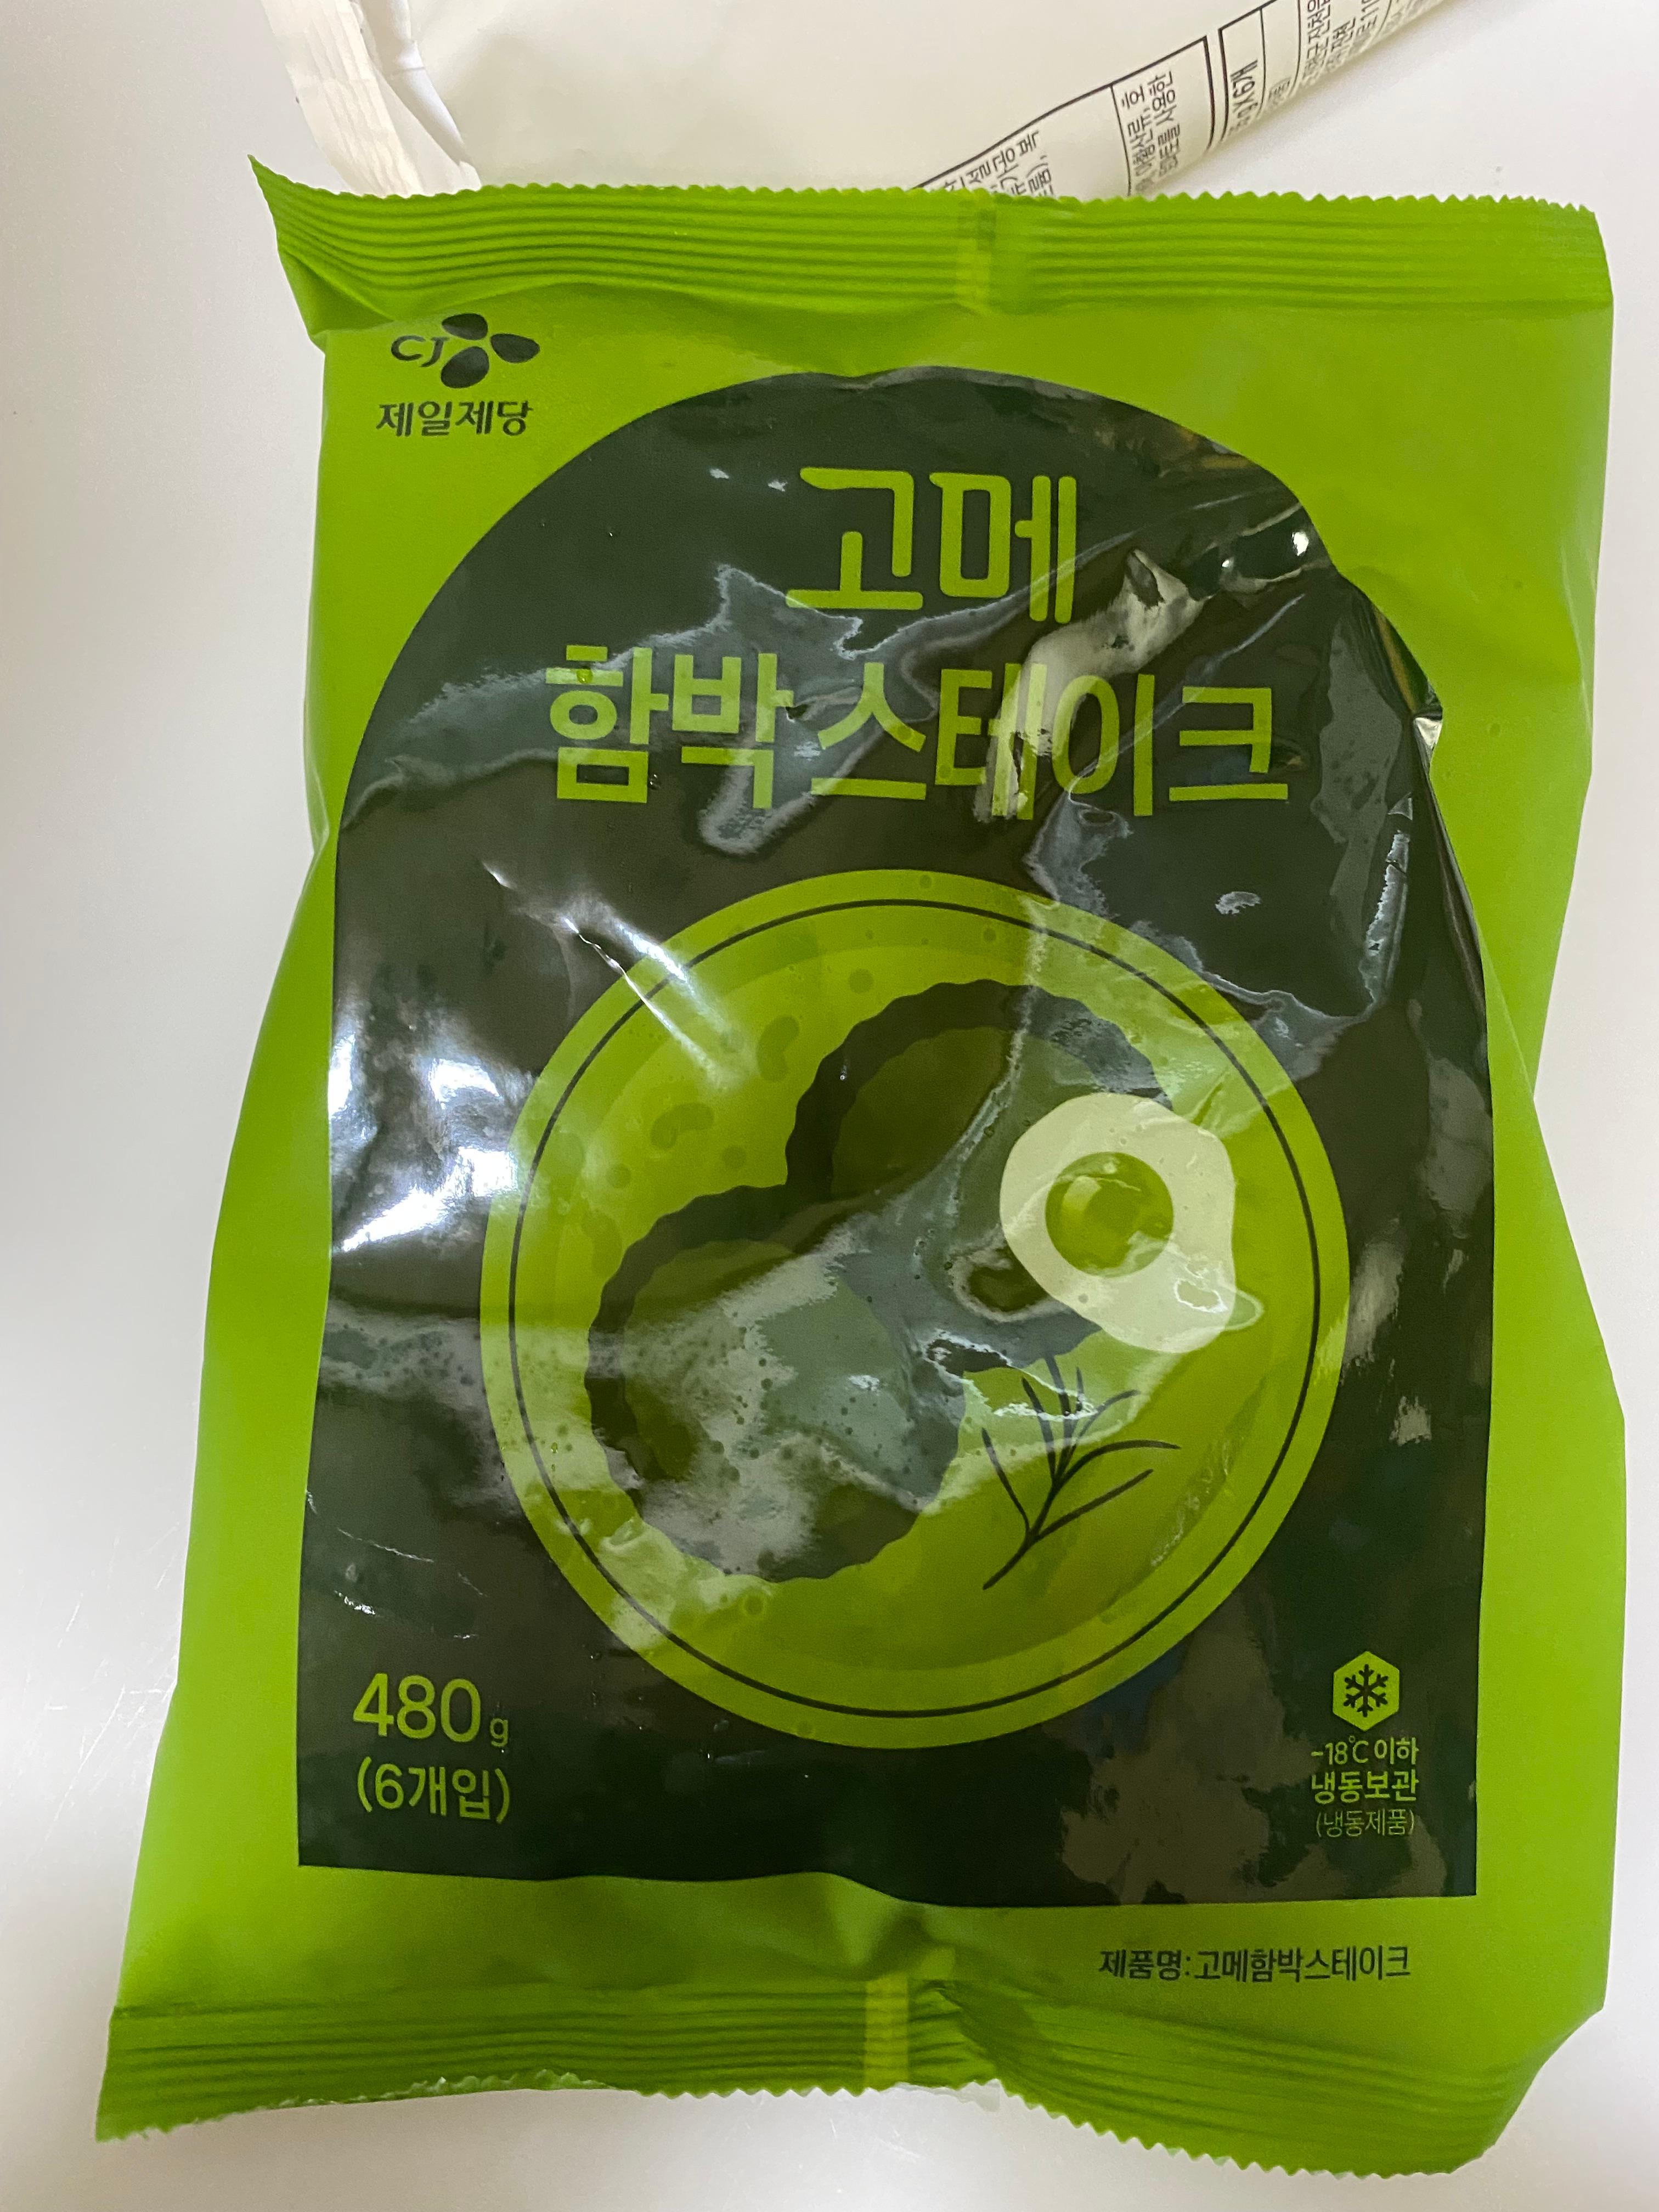 CJ
제일제당
고메
함박스테이크
480g
(6개입)
-18℃ 이하
냉동보관
(냉동제품)
제품명:고메함박스테이크